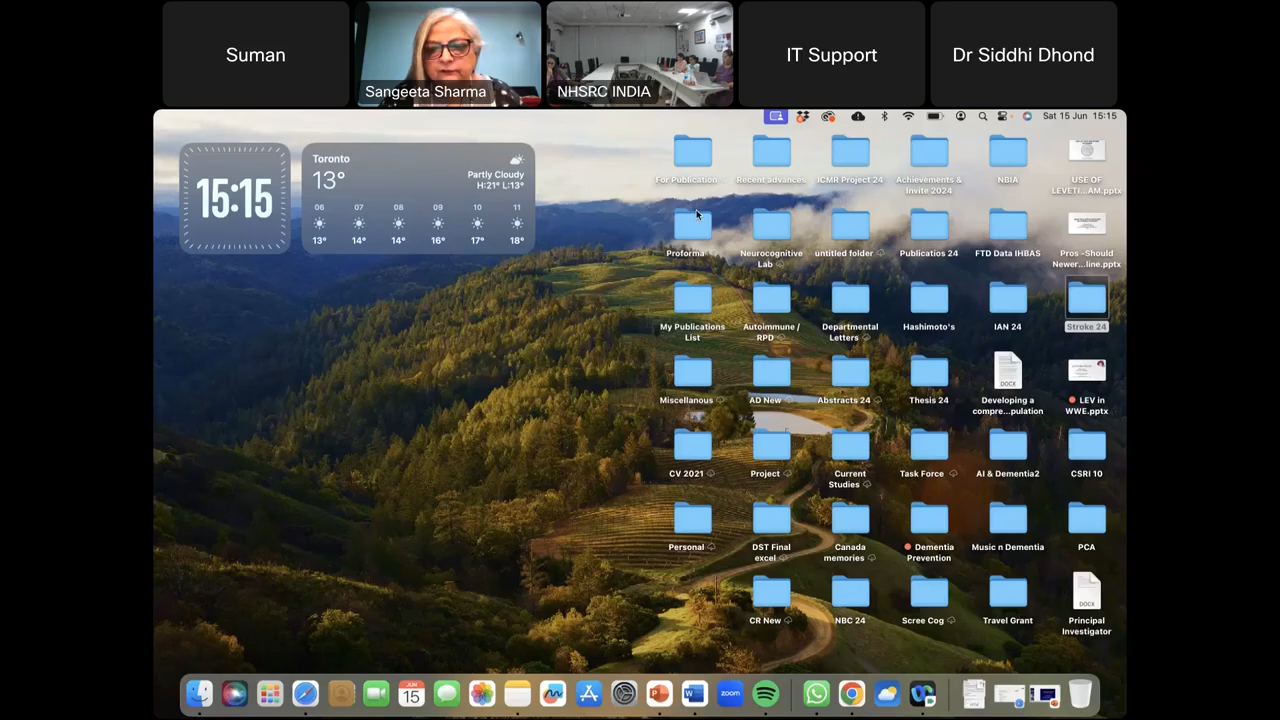 Suman
Sangeeta Sharma
NHSRC INDIA
IT Support
Dr Siddhi Dhond
Sat 15 Jun 15:15
15:15
Toronto
13°
Partly Cloudy
H:21° L:13°
06 07 08 09 10 11
13° 14° 14° 16° 17° 18°
For Publication
Recent advances
ICMR Project 24
Achievements &
Invite 2024
NBIA
USE OF
LEVETI...AM.pptx
Proforma
Neurocognitive
Lab
untitled folder
Publicatios 24
FTD Data IHBAS
Pros -Should
Newer...line.pptx
My Publications
List
Autoimmune /
RPD
Departmental
Letters
Hashimoto's
IAN 24
Stroke 24
Miscellanous
AD New
Abstracts 24
Thesis 24
DOCX
Developing a
compre...pulation
LEV in
WWE.pptx
CV 2021
Project
Current
Studies
Task Force
AI & Dementia2
CSRI 10
Personal
DST Final
excel
Canada
memories
Dementia
Prevention
Music n Dementia
PCA
CR New
NBC 24
Scree Cog
Travel Grant
DOCX
Principal
Investigator
JUN
15
zoom